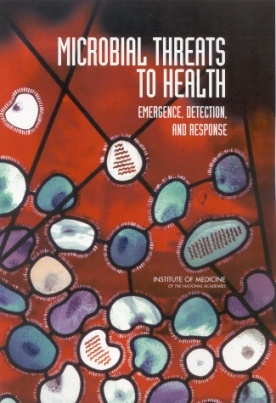 MICROBIAL THREATS
TO HEALTH
EMERGENCE, DETECTION,
AND RESPONSE
INSTITUTE OF MEDICINE
OF THE NATIONAL ACADEMIES